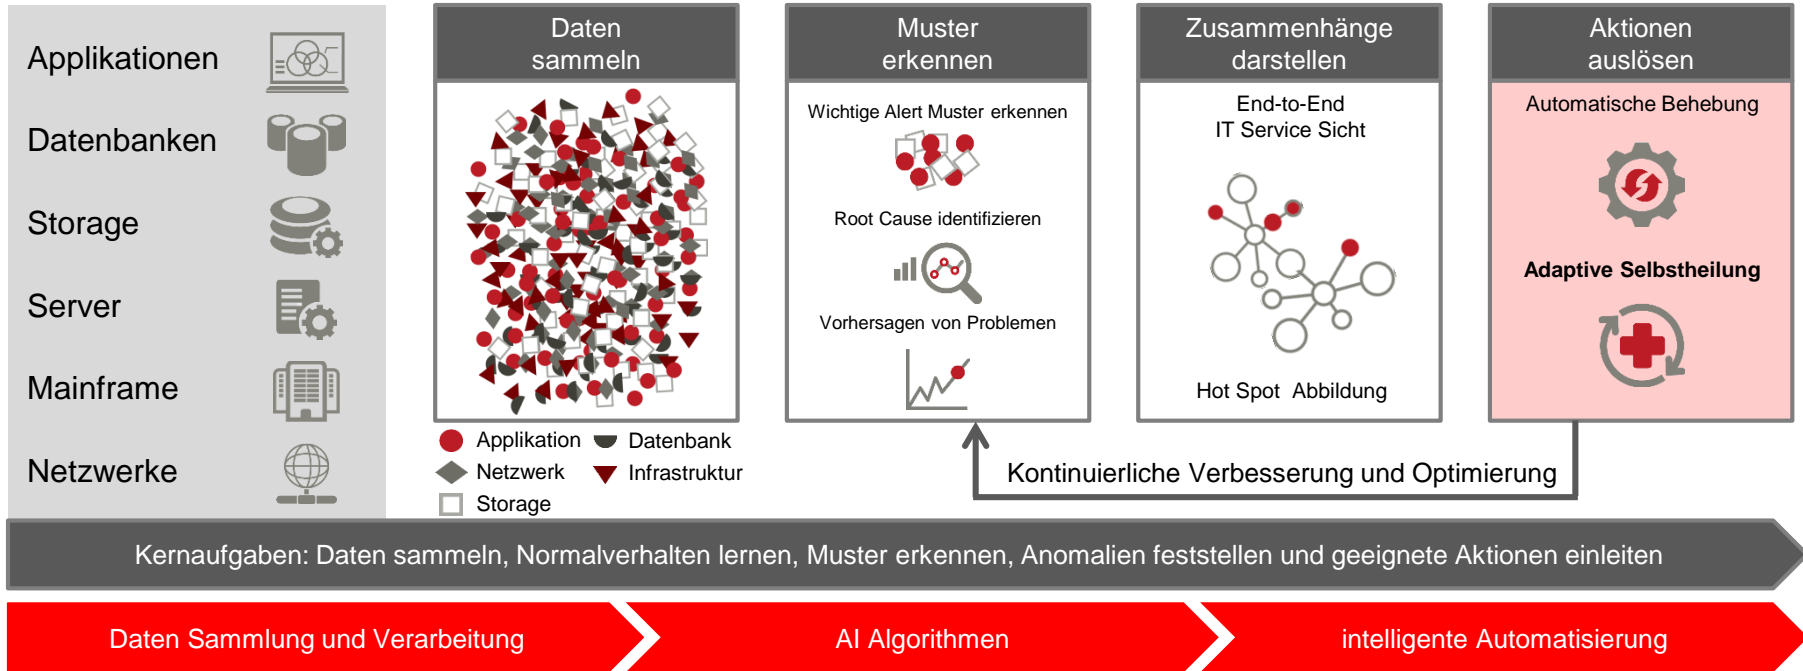 Applikationen
Datenbanken
Storage
Server
Mainframe
Netzwerke
Daten
sammeln
Applikation
Datenbank
Netzwerk
Infrastruktur
Storage
Muster
erkennen
Wichtige Alert Muster erkennen
Root Cause identifizieren
Vorhersagen von Problemen
Zusammenhänge
darstellen
End-to-End
IT Service Sicht
Hot Spot Abbildung
Aktionen
auslösen
Automatische Behebung
Adaptive Selbstheilung
Kontinuierliche Verbesserung und Optimierung
Kernaufgaben: Daten sammeln, Normalverhalten lernen, Muster erkennen, Anomalien feststellen und geeignete Aktionen einleiten
Daten Sammlung und Verarbeitung
AI Algorithmen
intelligente Automatisierung